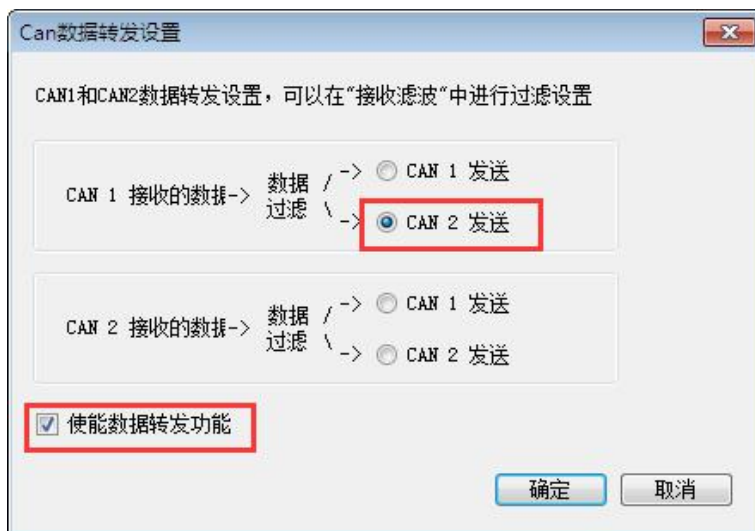 Can数据转发设置
CAN1和CAN2数据转发设置，可以在“接收滤波”中进行过滤设置
CAN 1 接收的数据->
数据
过滤
/
\
-> CAN 1 发送
-> CAN 2 发送
CAN 2 接收的数据->
数据
过滤
/
\
-> CAN 1 发送
-> CAN 2 发送
使能数据转发功能
确定
取消